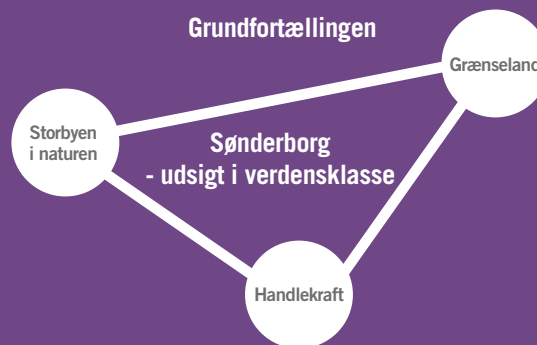 Grundfortællingen
Grænseland
Storbyen
i naturen
Sønderborg
- udsigt i verdensklasse
Handlekraft